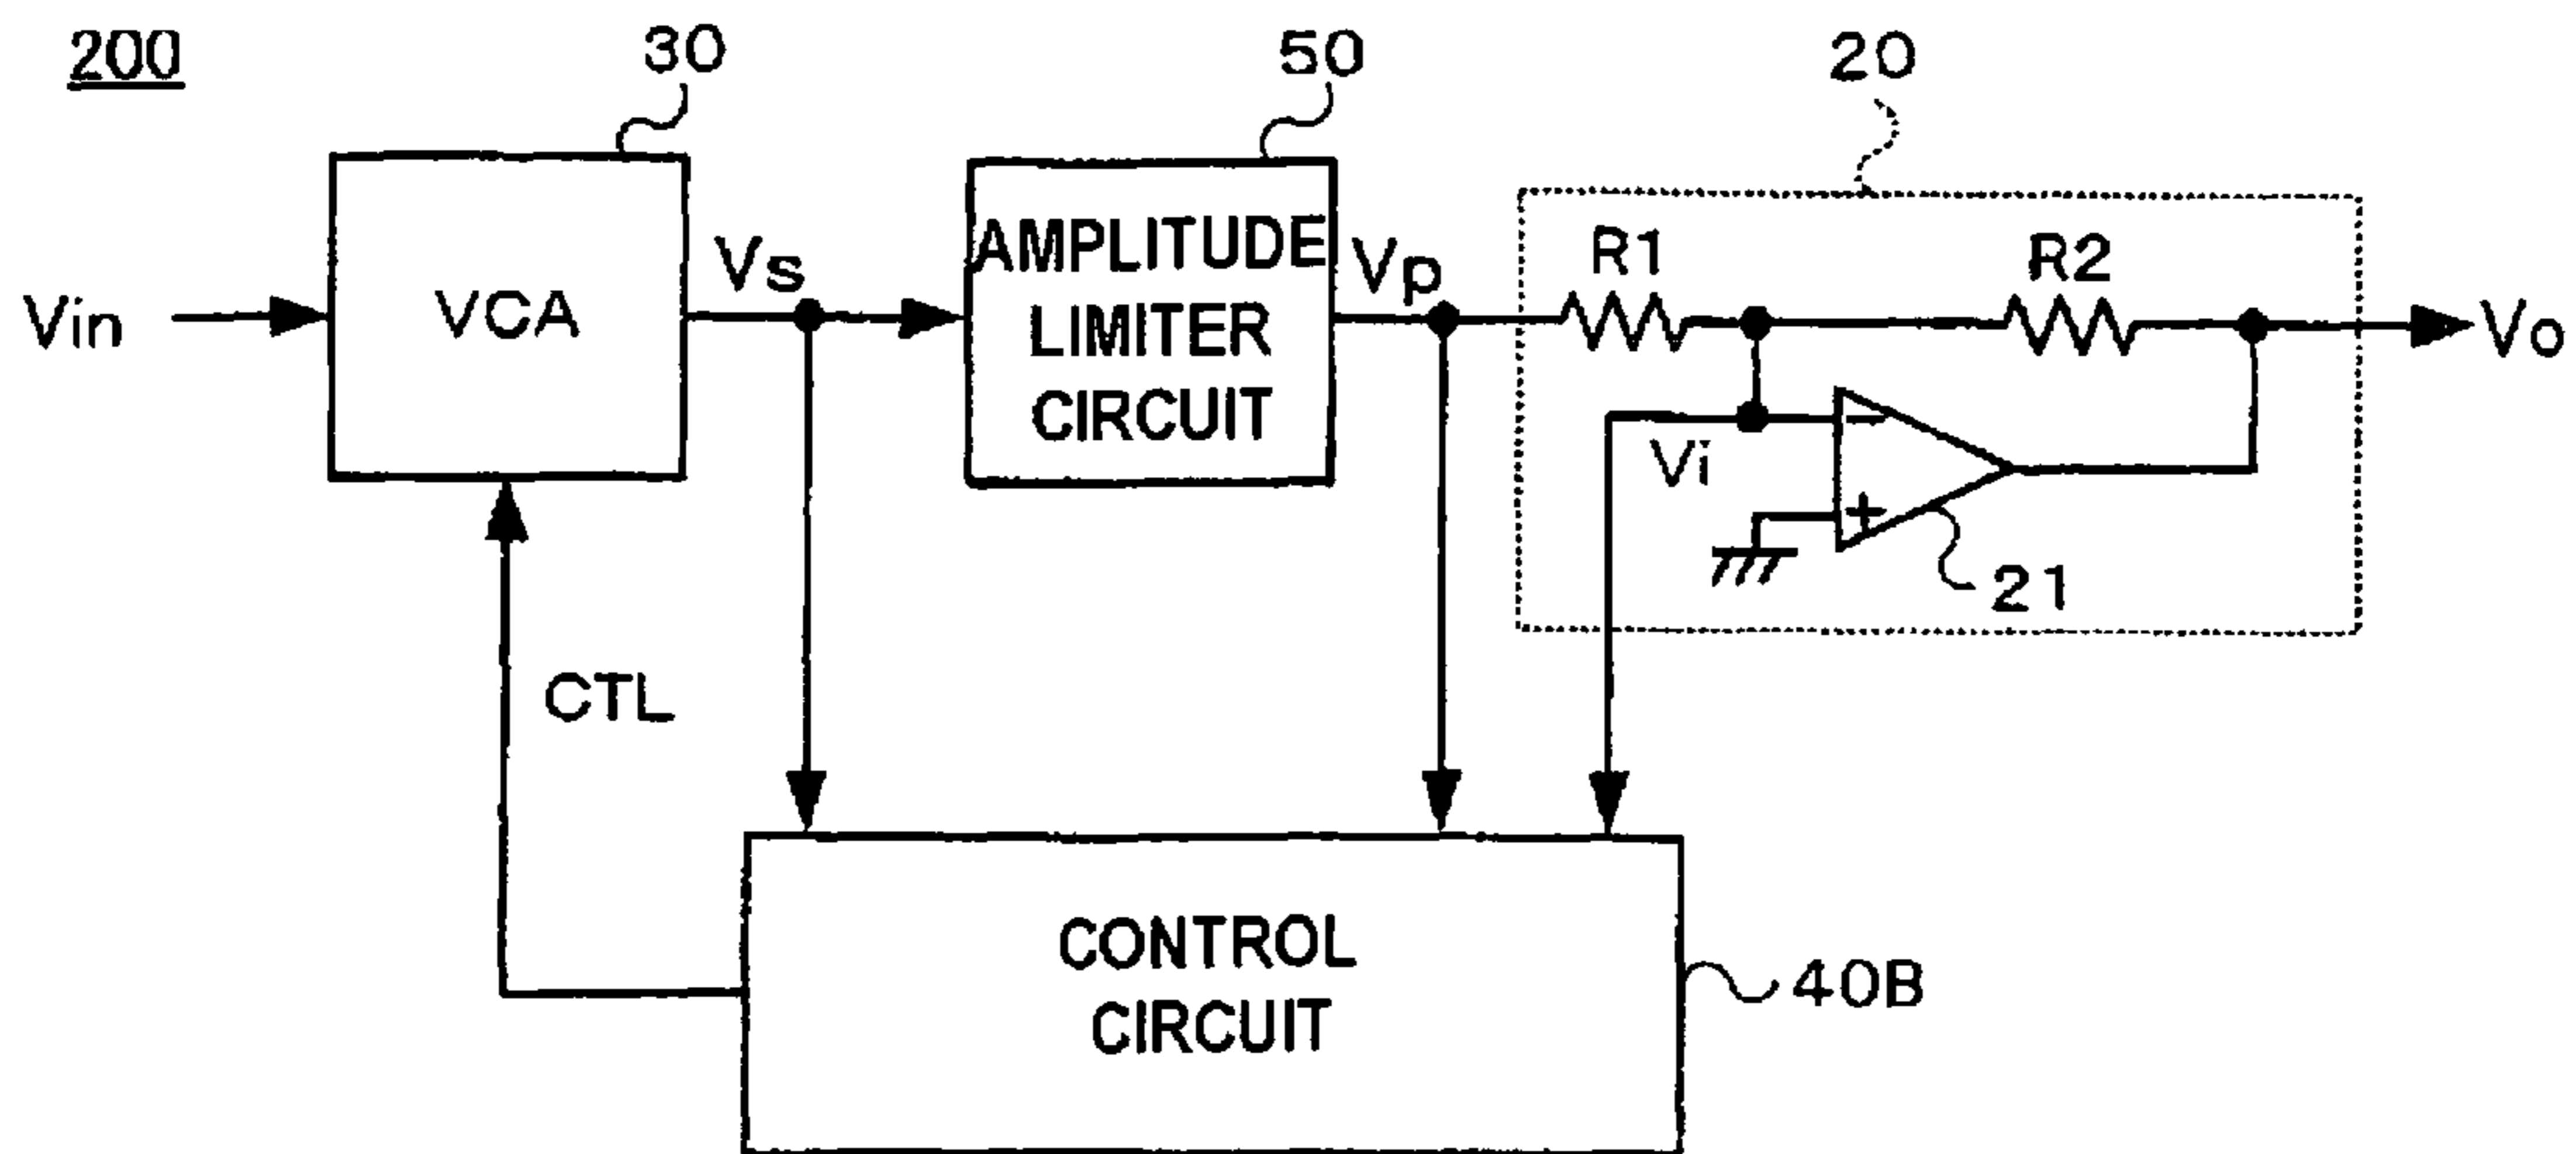 200
30
50
20
Vin
VCA
Vs
AMPLITUDE
LIMITER
CIRCUIT
Vp
R1
R2
Vo
Vi
−
+
21
CTL
CONTROL
CIRCUIT
40B